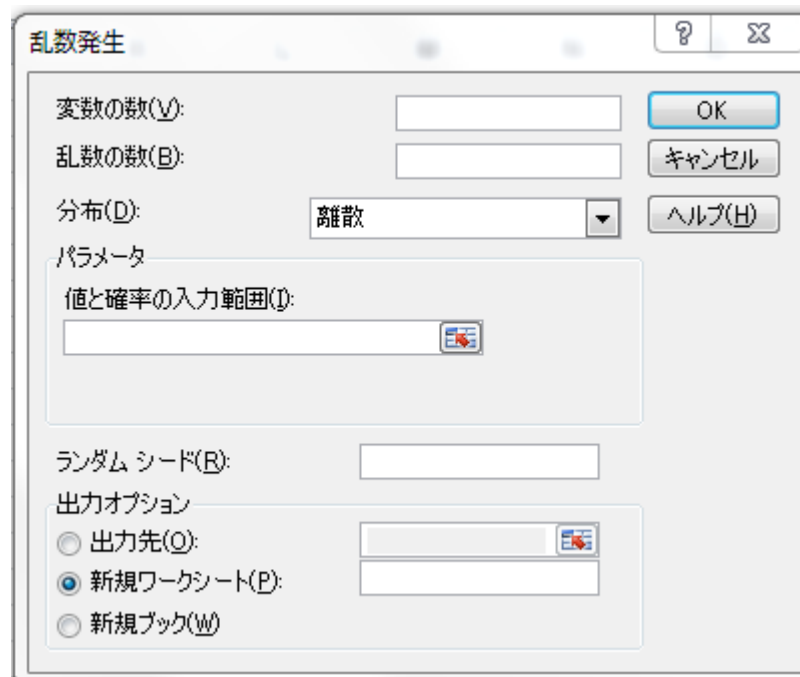 乱数発生
変数の数(V):
OK
乱数の数(B):
キャンセル
分布(D):
離散
ヘルプ(H)
パラメータ
値と確率の入力範囲(I):
ランダム シード(R):
出力オプション
出力先(O):
新規ワークシート(P):
新規ブック(W)